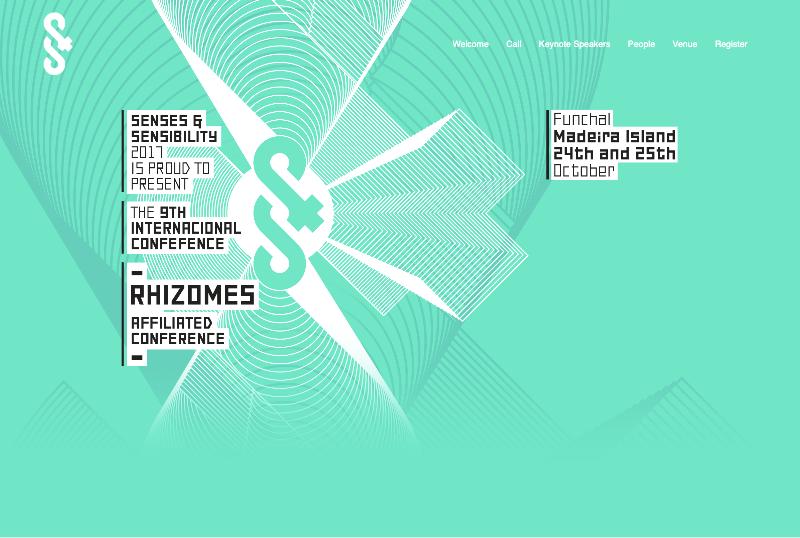 Welcome Call Keynote Speakers People Venue Register
SENSES &
SENSIBILITY
2017
IS PROUD TO
PRESENT
THE 9TH
INTERNACIONAL
CONFEFENCE
–
RHIZOMES
AFFILIATED
CONFERENCE
–
Funchal
Madeira Island
24th and 25th
October